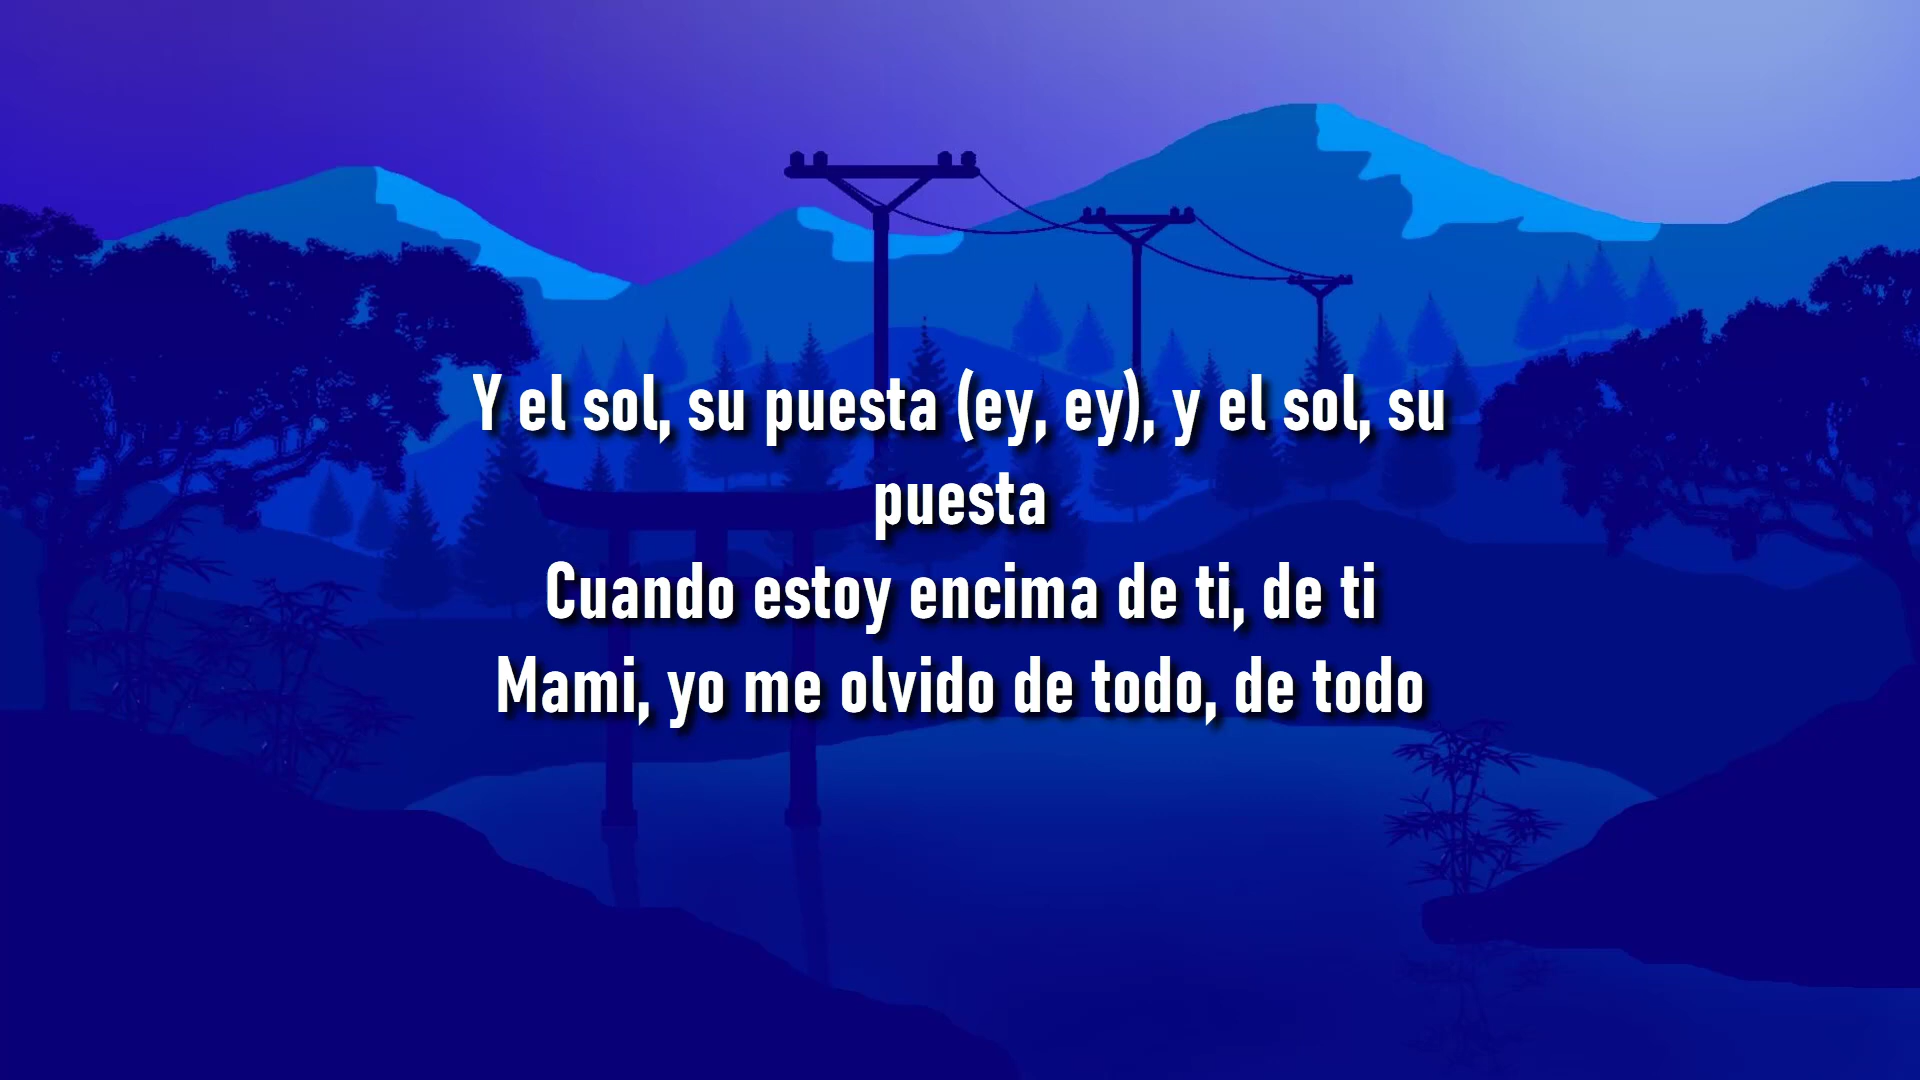 Y el sol, su puesta (ey, ey), y el sol, su
puesta
Cuando estoy encima de ti, de ti
Mami, yo me olvido de todo, de todo